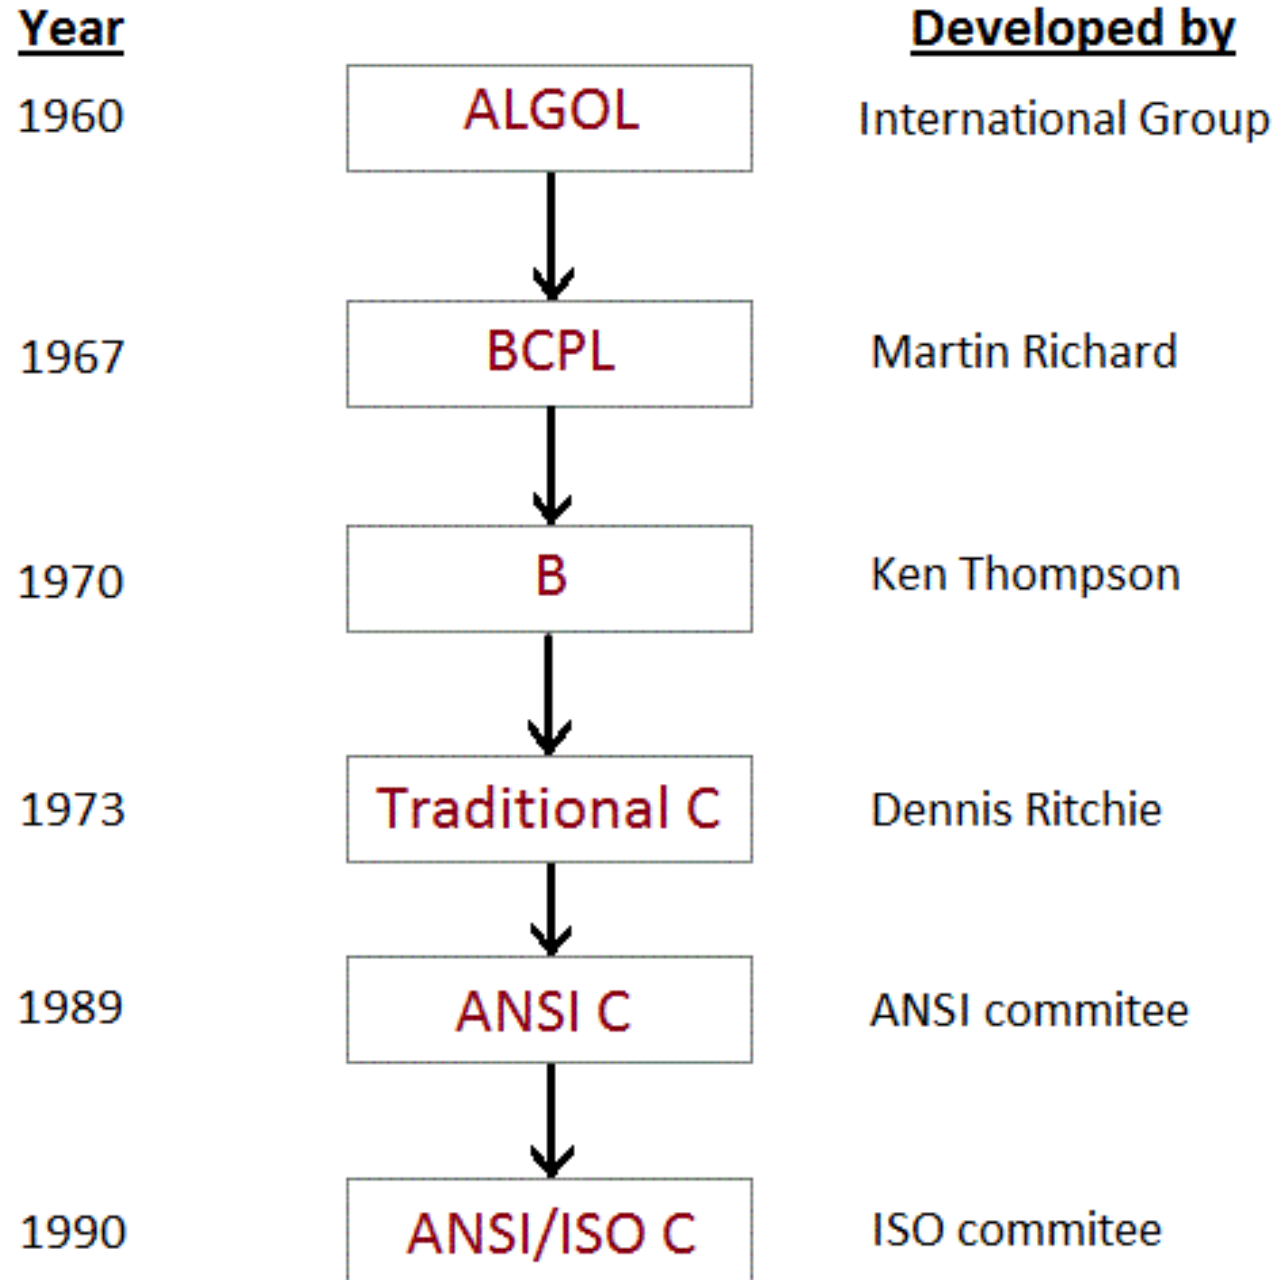 Year Developed by
1960 ALGOL International Group
1967 BCPL Martin Richard
1970 B Ken Thompson
1973 Traditional C Dennis Ritchie
1989 ANSI C ANSI commitee
1990 ANSI/ISO C ISO commitee